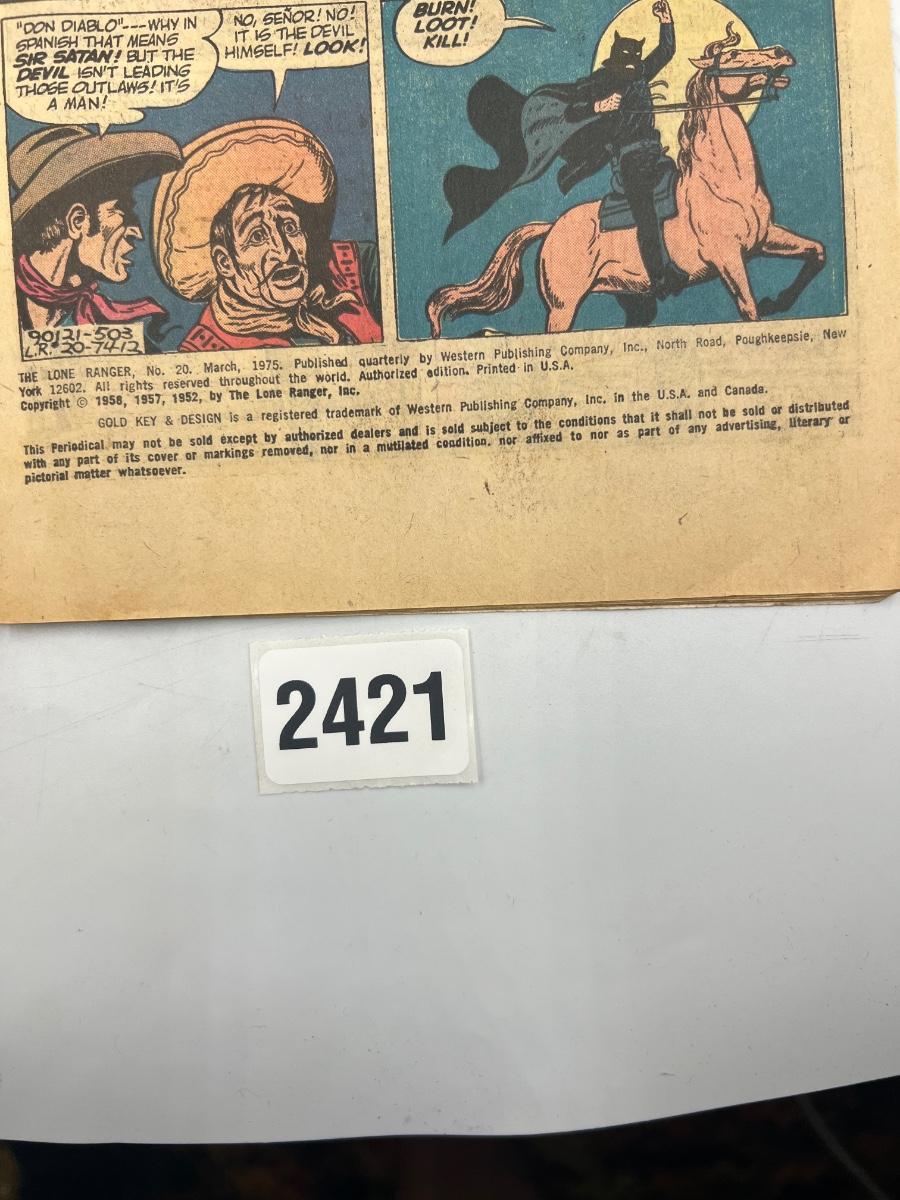 "DON DIABLO"---WHY IN
SPANISH THAT MEANS
SIR SATAN! BUT THE
DEVIL ISN'T LEADING
THOSE OUTLAWS! IT'S
A MAN!
NO, SEÑOR! NO!
IT IS THE DEVIL
HIMSELF! LOOK!
BURN!
LOOT!
KILL!
90121-503
L.R. 20-7412
THE LONE RANGER, No. 20. March, 1975. Published quarterly by Western Publishing Company, Inc., North Road, Poughkeepsie, New
York 12602. All rights reserved throughout the world. Authorized edition. Printed in U.S.A.
Copyright © 1958, 1957, 1952, by The Lone Ranger, Inc.
GOLD KEY & DESIGN is a registered trademark of Western Publishing Company, Inc. in the U.S.A. and Canada.
This Periodical may not be sold except by authorized dealers and is sold subject to the conditions that it shall not be sold or distributed
with any part of its cover or markings removed, nor in a mutilated condition, nor affixed to nor as part of any advertising, literary or
pictorial matter whatsoever.
2421